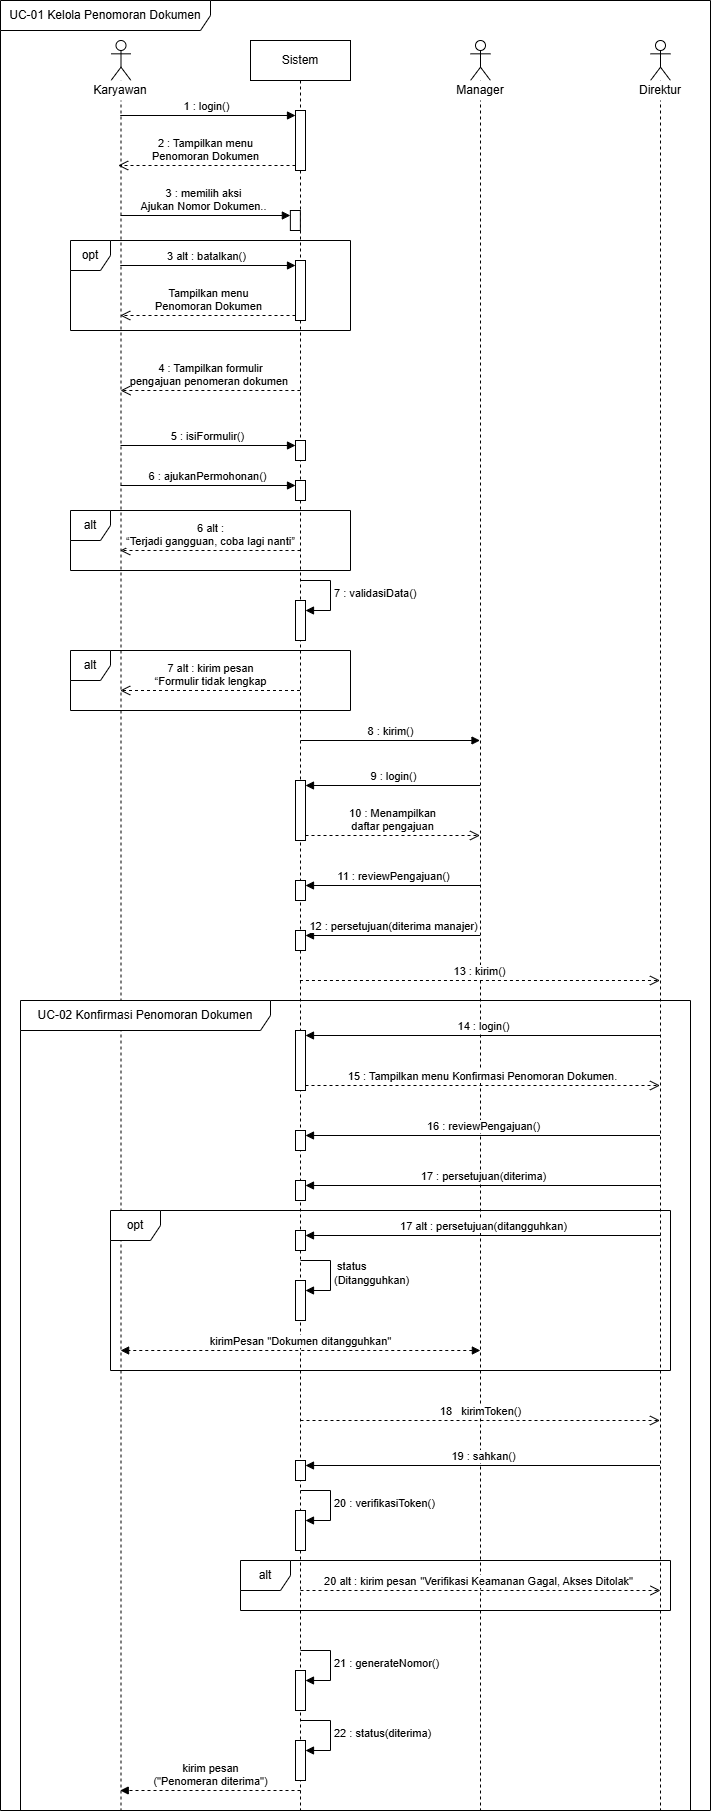 UC-01 Kelola Penomoran Dokumen
Karyawan
Sistem
Manager
Direktur
1 : login()
2 : Tampilkan menu
Penomoran Dokumen
3 : memilih aksi
Ajukan Nomor Dokumen..
opt
3 alt : batalkan()
Tampilkan menu
Penomoran Dokumen
4 : Tampilkan formulir
pengajuan penomeran dokumen
5 : isiFormulir()
6 : ajukanPermohonan()
alt
6 alt :
“Terjadi gangguan, coba lagi nanti”
7 : validasiData()
alt
7 alt : kirim pesan
“Formulir tidak lengkap
8 : kirim()
9 : login()
10 : Menampilkan
daftar pengajuan
11 : reviewPengajuan()
12 : persetujuan(diterima manajer)
13 : kirim()
UC-02 Konfirmasi Penomoran Dokumen
14 : login()
15 : Tampilkan menu Konfirmasi Penomoran Dokumen.
16 : reviewPengajuan()
17 : persetujuan(diterima)
opt
17 alt : persetujuan(ditangguhkan)
status
(Ditangguhkan)
kirimPesan "Dokumen ditangguhkan"
18 kirimToken()
19 : sahkan()
20 : verifikasiToken()
alt
20 alt : kirim pesan "Verifikasi Keamanan Gagal, Akses Ditolak"
21 : generateNomor()
22 : status(diterima)
kirim pesan
("Penomeran diterima")